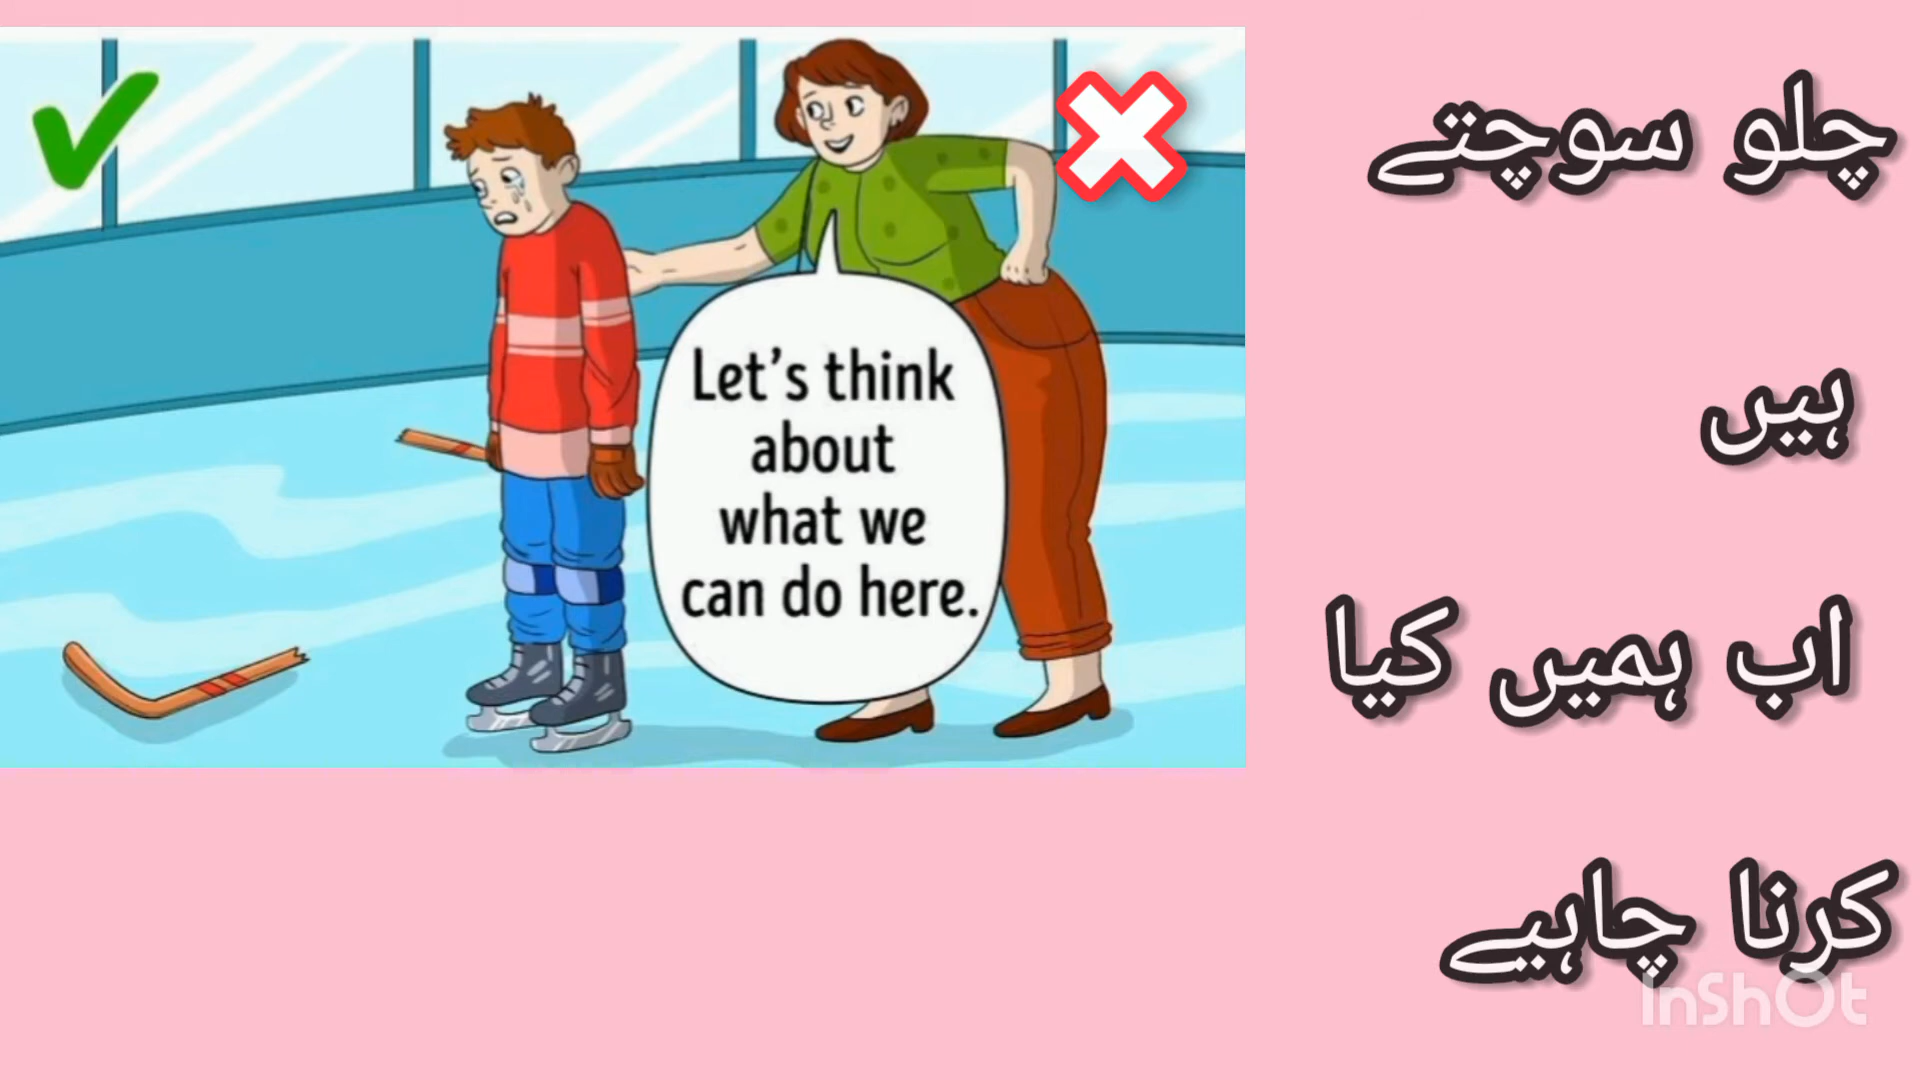 Let's think
about
what we
can do here.
چلو سوچتے
ہیں
اب ہمیں کیا
کرنا چاہیے
InShOt